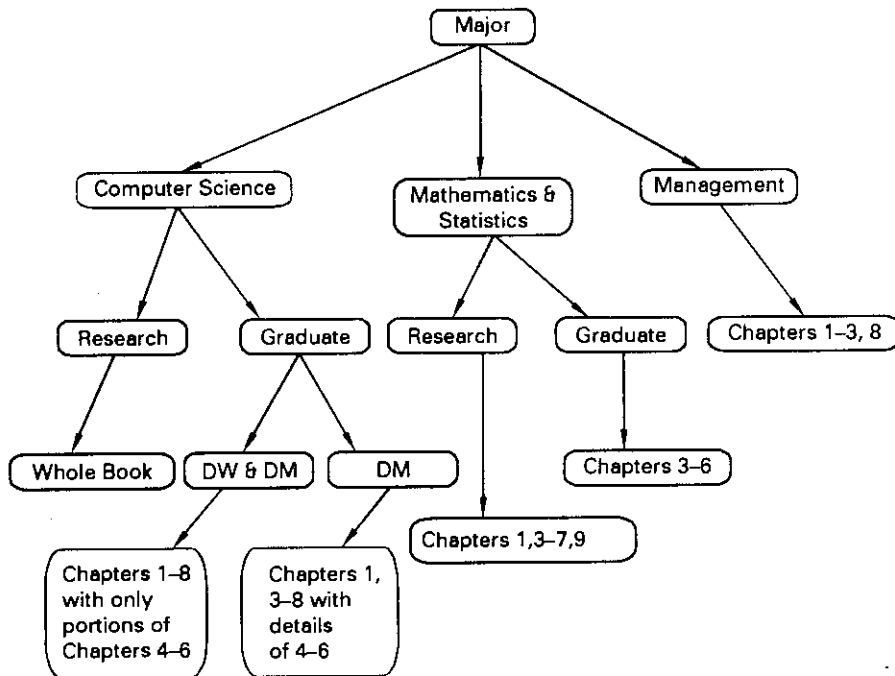 Major
Computer Science
Mathematics &
Statistics
Management
Research
Graduate
Research
Graduate
Chapters 1–3, 8
Whole Book
DW & DM
DM
Chapters 3–6
Chapters 1,3–7,9
Chapters 1–8
with only
portions of
Chapters 4–6
Chapters 1,
3–8 with
details
of 4–6